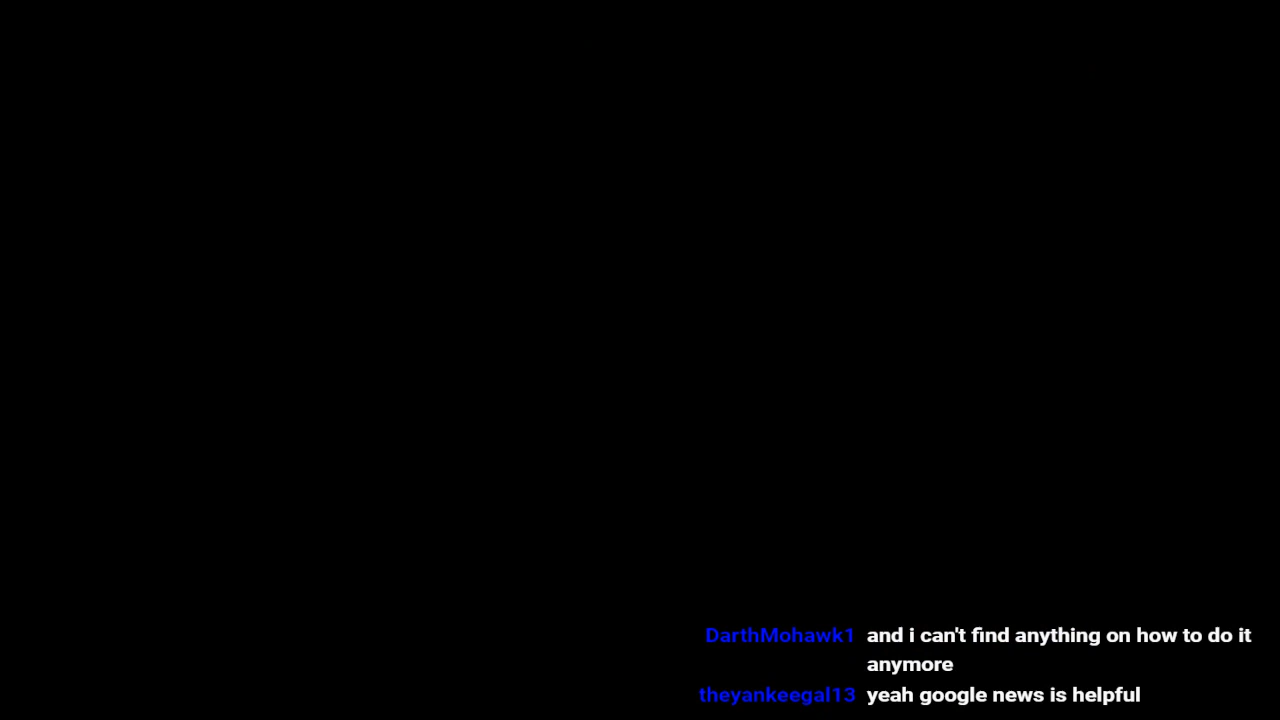 DarthMohawk1 and i can't find anything on how to do it
anymore
theyankeegal13 yeah google news is helpful